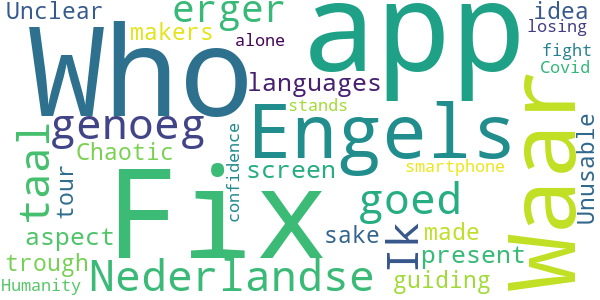 Unclear
erger
app
idea
makers
losing
Who
alone
fight
languages
Covid
stands
genoeg
Engels
Waar
taal
Chaotic
screen
smartphone
Unusable
tour
confidence
Fix
goed
aspect
sake
Ik
made
present
trough
Nederlandse
guiding
Humanity